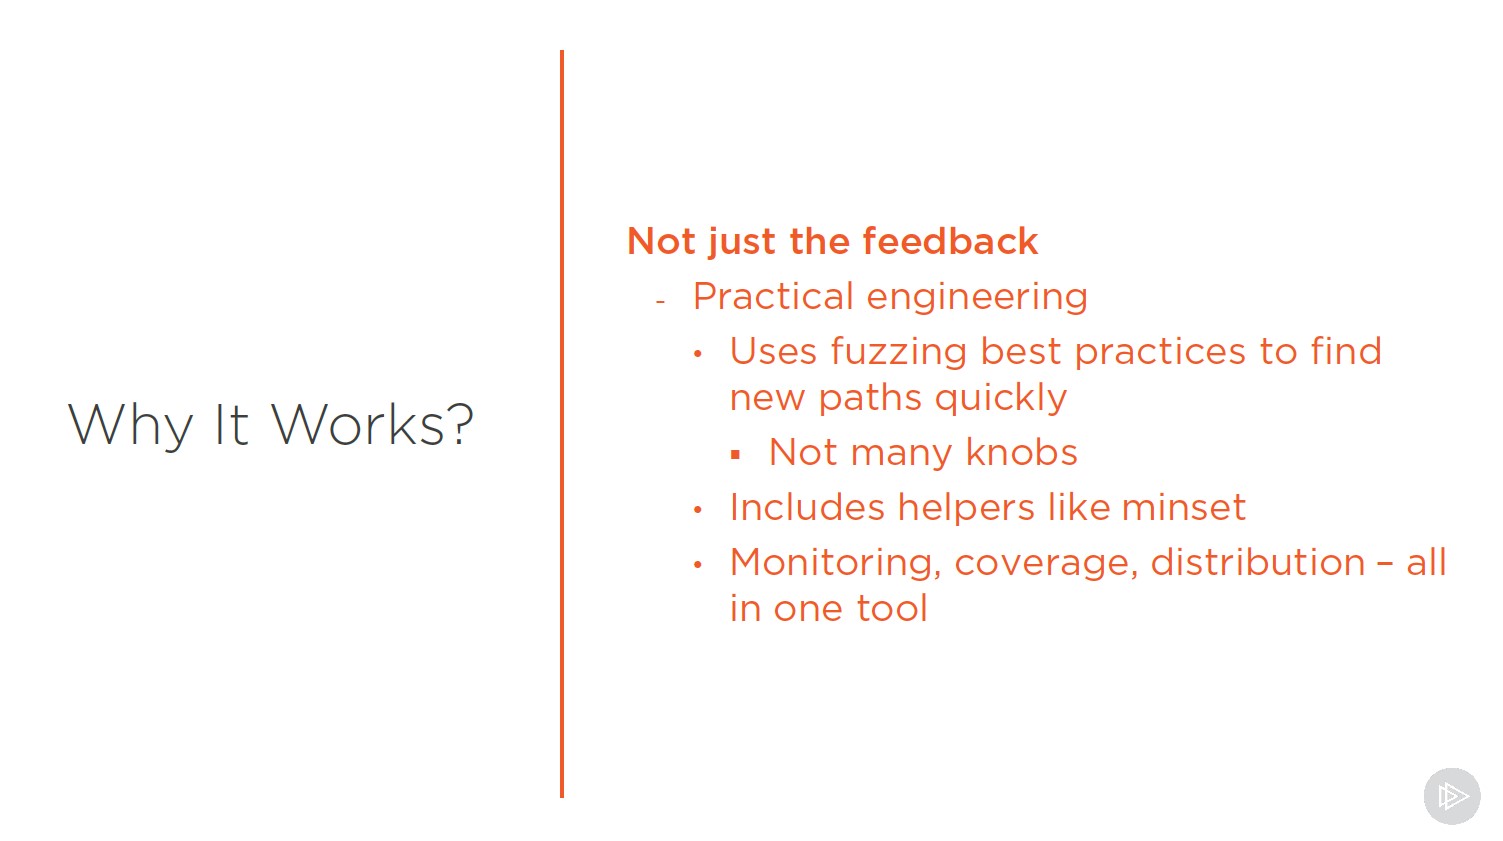 Why It Works?
Not just the feedback
- Practical engineering
• Uses fuzzing best practices to find
new paths quickly
▪ Not many knobs
• Includes helpers like minset
• Monitoring, coverage, distribution – all
in one tool